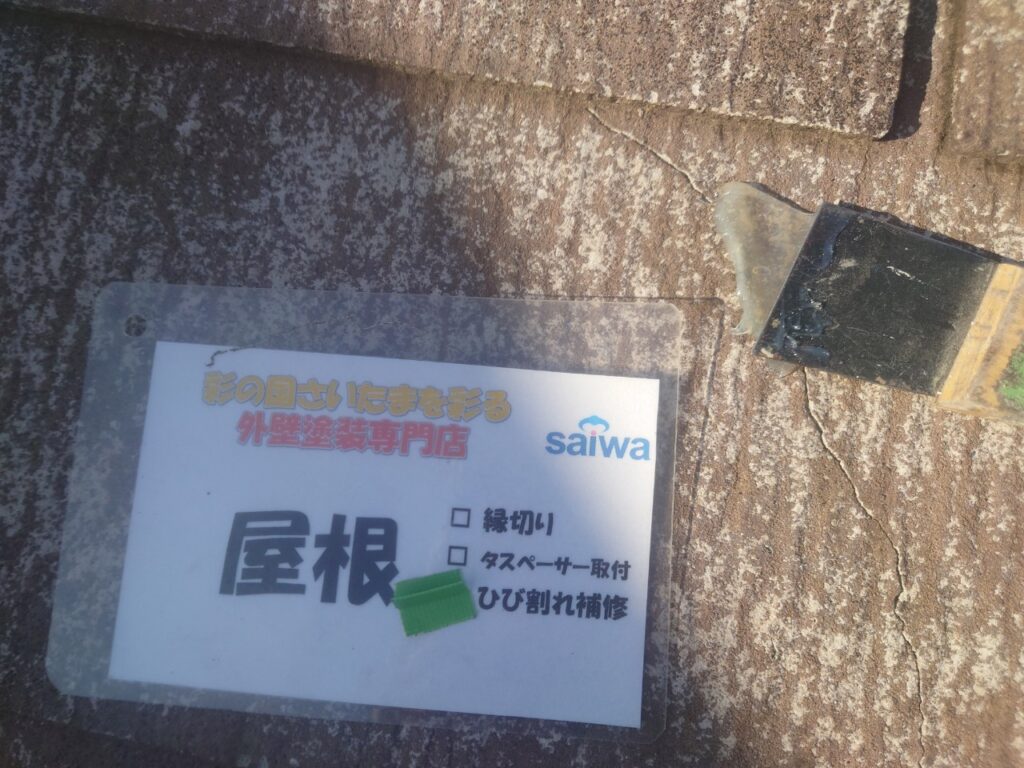 彩の国さいたまを彩る
外壁塗装専門店
saiwa
屋根
□ 縁切り
□ タスペーサー取付
ひび割れ補修